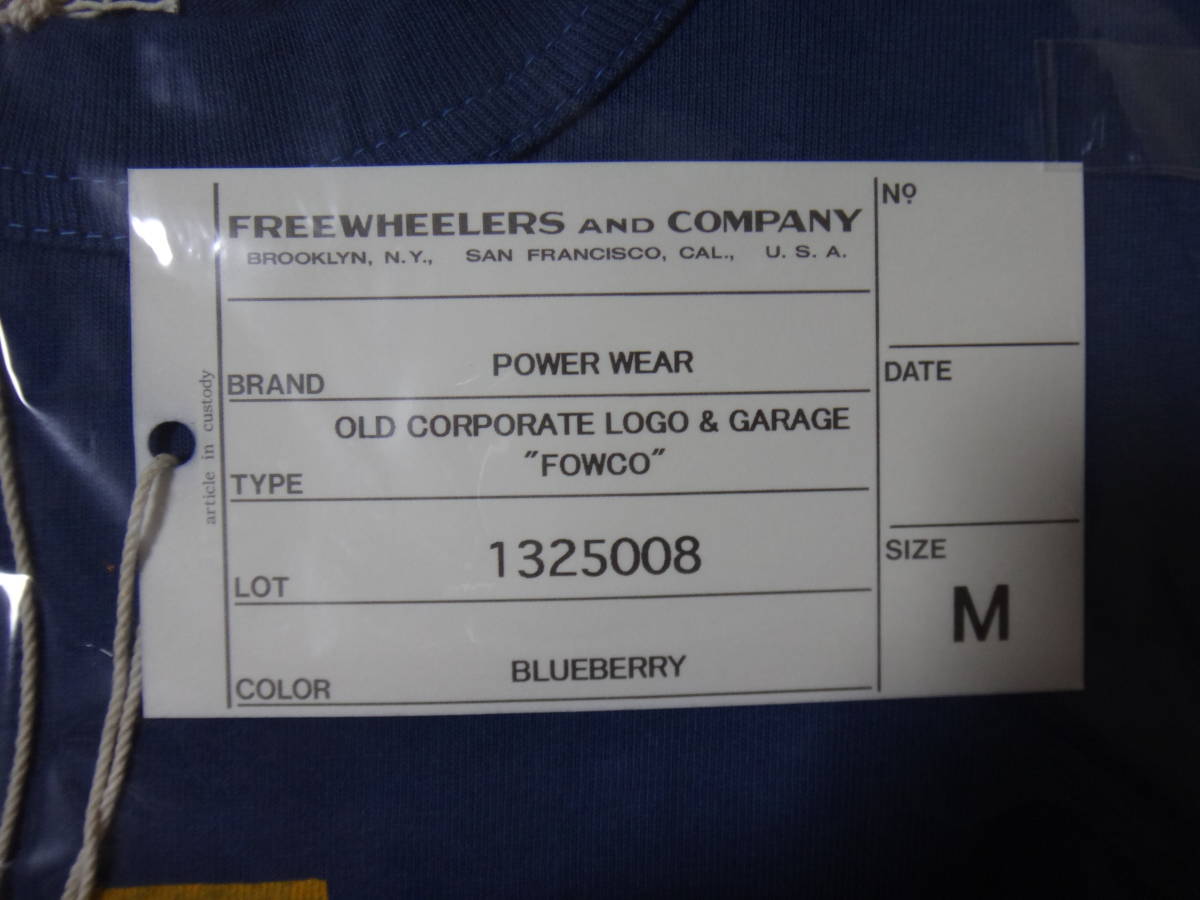 FREEWHEELERS AND COMPANY
BROOKLYN, N.Y., SAN FRANCISCO, CAL., U. S. A.
BRAND POWER WEAR
TYPE OLD CORPORATE LOGO & GARAGE
"FOWCO"
LOT 1325008
COLOR BLUEBERRY
No
DATE
SIZE
M
article in custody